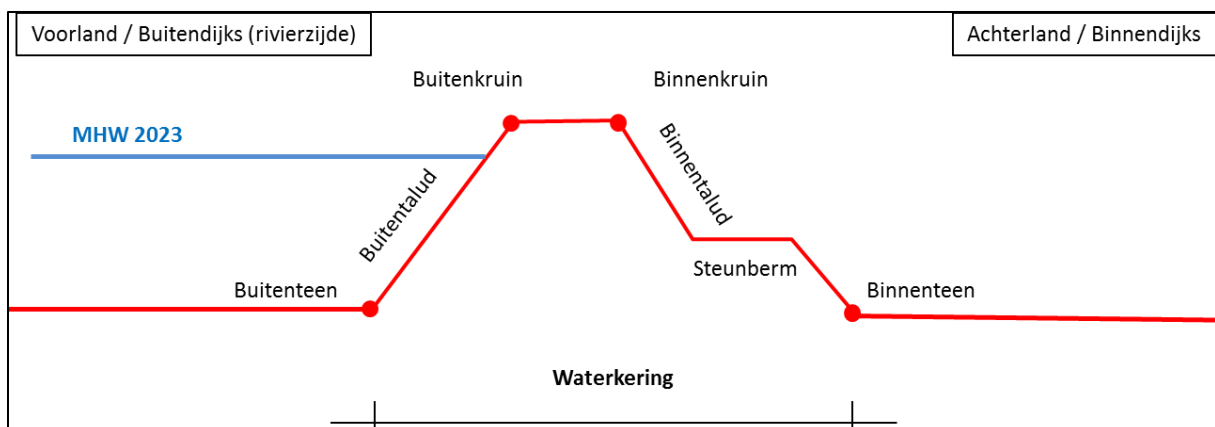 Voorland / Buitendijks (rivierzijde)
Achterland / Binnendijks
Buitenkruin
Binnenkruin
MHW 2023
Buitentalud
Binnentalud
Steunberm
Buitenteen
Binnenteen
Waterkering